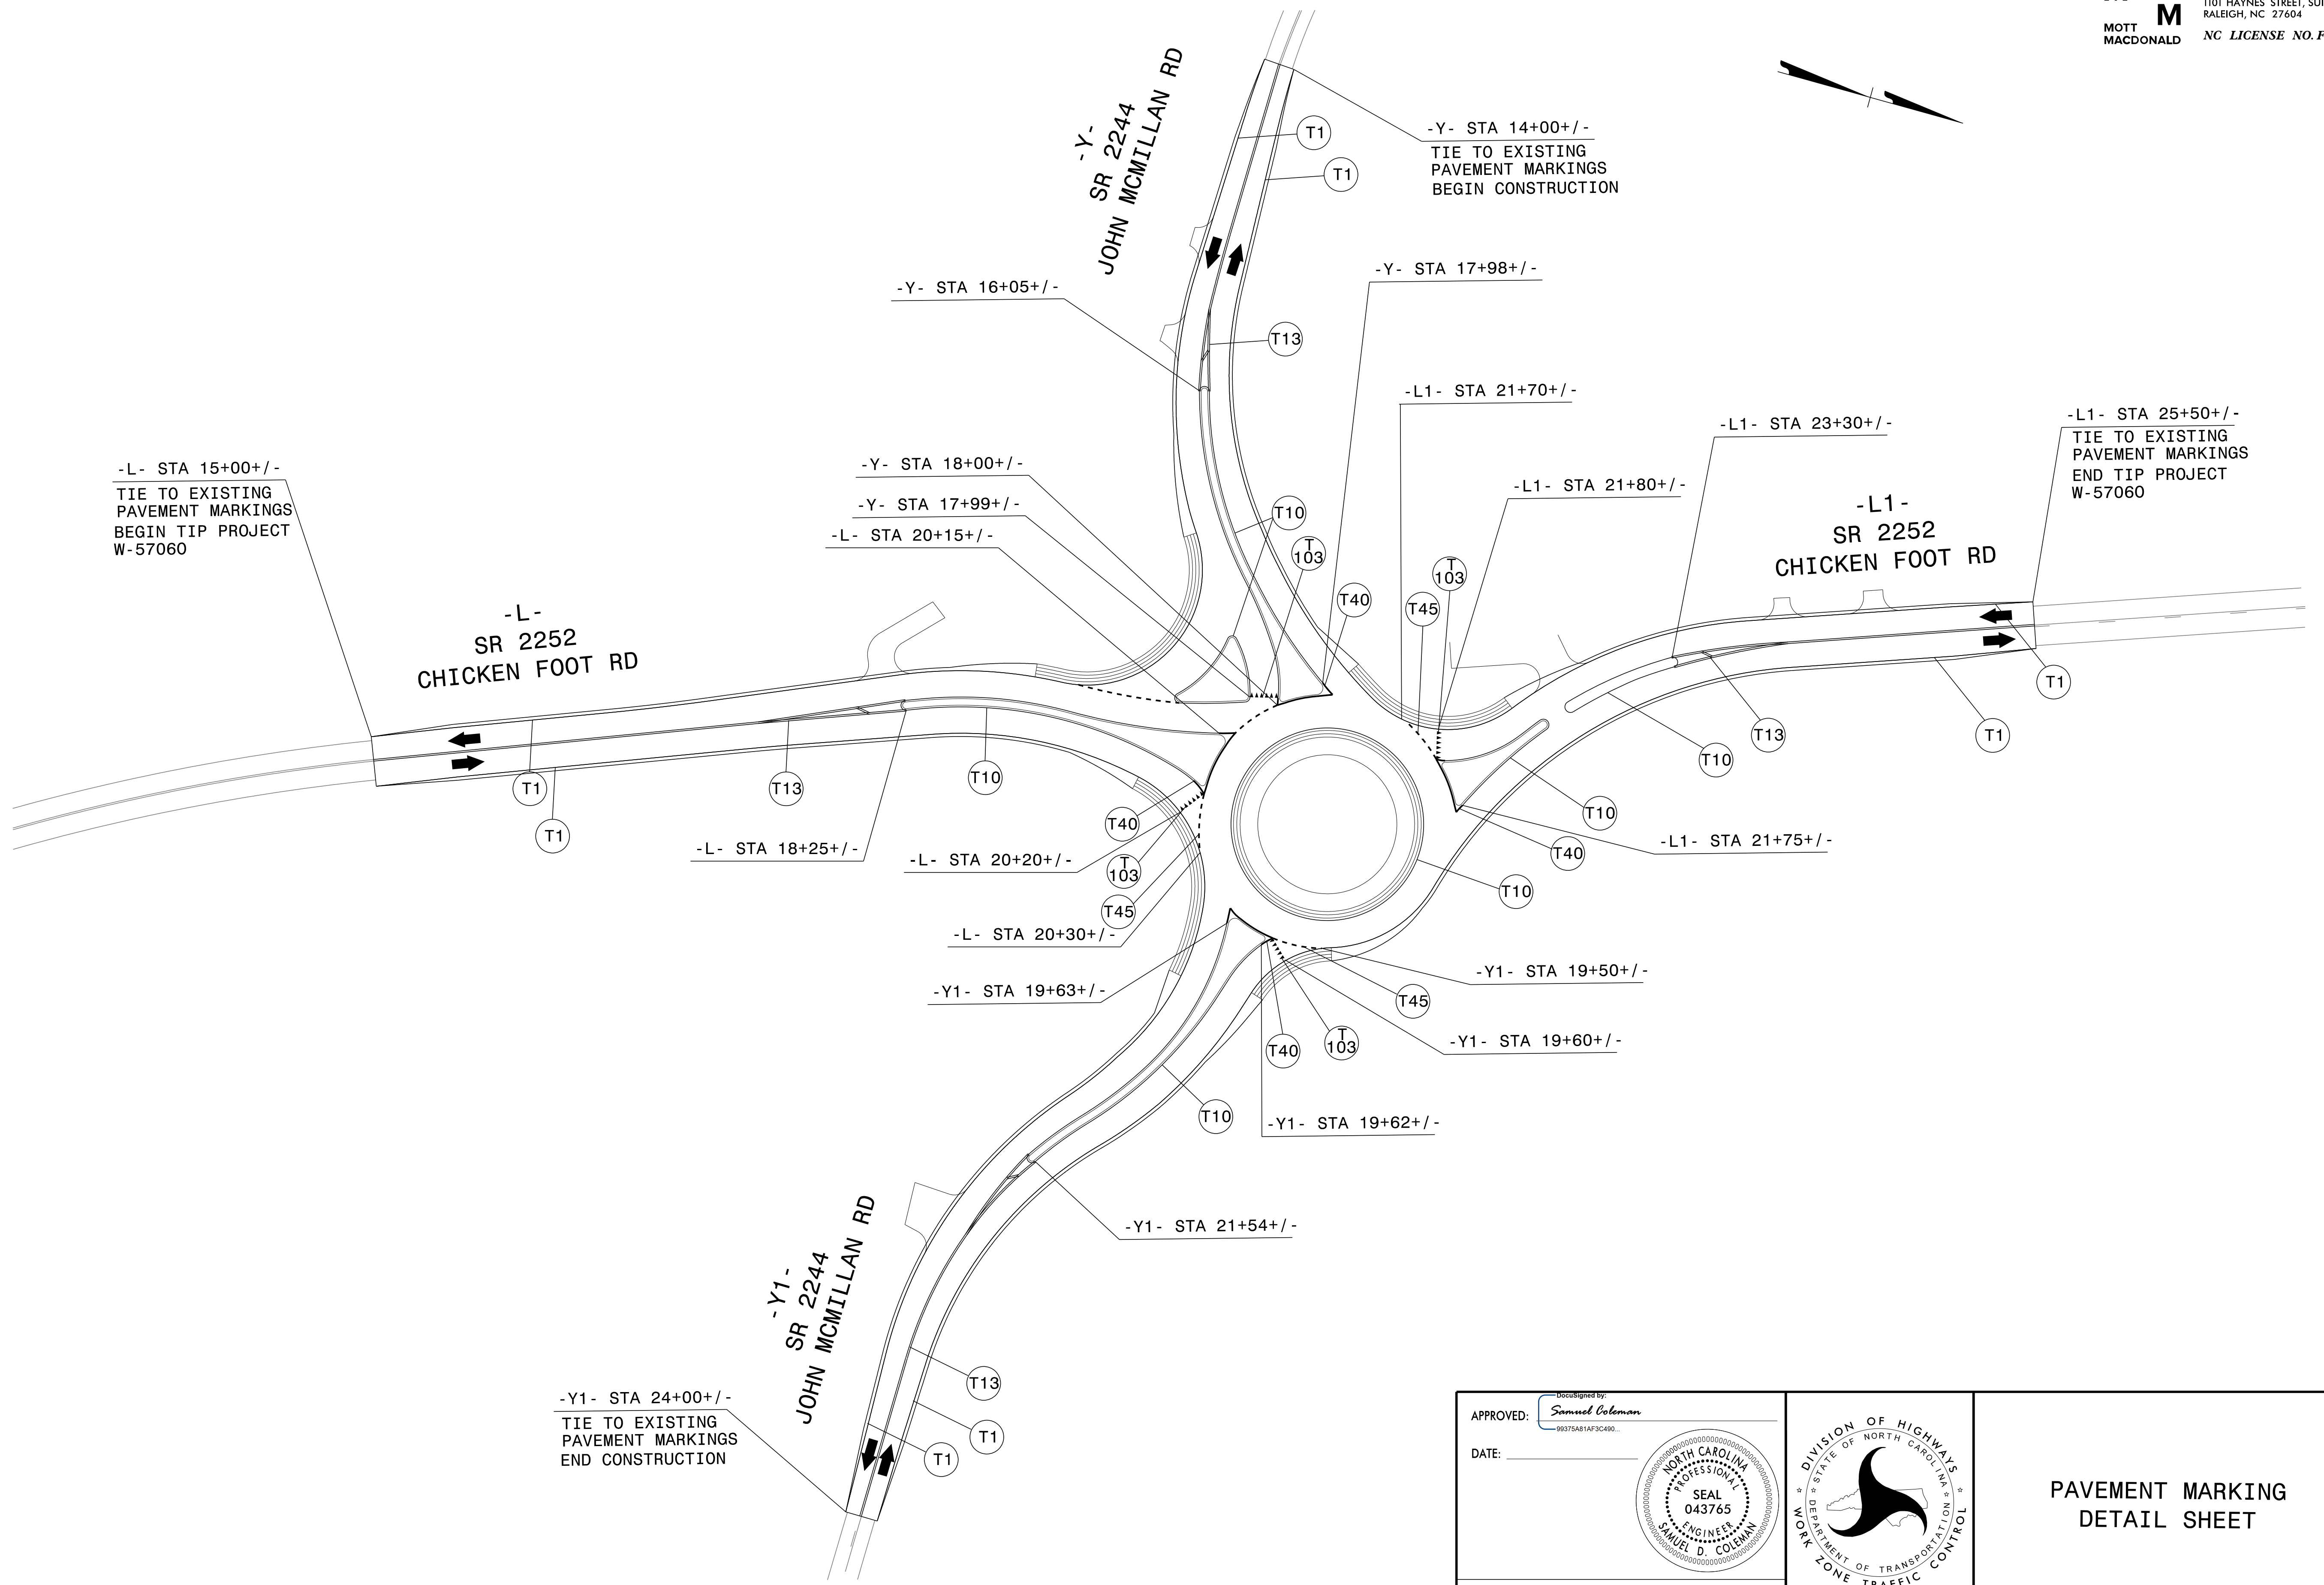 1101 HAYNES STREET,
RALEIGH, NC 27604
M
MOTT
MACDONALD
NC LICENSE NO. F
-Y-
SR 2244
JOHN MCMILLAN RD
T1
T1
-Y- STA 14+00+/-
TIE TO EXISTING
PAVEMENT MARKINGS
BEGIN CONSTRUCTION
-Y- STA 16+05+/-
-Y- STA 17+98+/-
T13
-L1- STA 21+70+/-
-L1- STA 23+30+/-
-L1- STA 25+50+/-
TIE TO EXISTING
PAVEMENT MARKINGS
END TIP PROJECT
W-5706O
-L- STA 15+00+/-
TIE TO EXISTING
PAVEMENT MARKINGS
BEGIN TIP PROJECT
W-5706O
-Y- STA 18+00+/-
-Y- STA 17+99+/-
-L- STA 20+15+/-
T10
T
103
-L1- STA 21+80+/-
-L1-
SR 2252
CHICKEN FOOT RD
T
103
T40
T45
-L-
SR 2252
CHICKEN FOOT RD
T1
T1
T13
T10
T10
T1
T1
T13
T10
T40
T40
-L1- STA 21+75+/-
-L- STA 18+25+/-
-L- STA 20+20+/-
T
103
T10
T45
-L- STA 20+30+/-
-Y1- STA 19+63+/-
-Y1- STA 19+50+/-
T45
-Y1- STA 19+60+/-
T40
T
103
T10
-Y1- STA 19+62+/-
-Y1- STA 21+54+/-
-Y1-
SR 2244
JOHN MCMILLAN RD
T13
T1
T1
-Y1- STA 24+00+/-
TIE TO EXISTING
PAVEMENT MARKINGS
END CONSTRUCTION
APPROVED:
DocuSigned by:
Samuel Coleman
99375A81AF3C490...
DATE:
NORTH CAROLINA
PROFESSIONAL
SEAL
043765
ENGINEER
SAMUEL D. COLEMAN
DIVISION OF HIGHWAYS
STATE OF NORTH CAROLINA
DEPARTMENT OF TRANSPORTATION
WORK ZONE TRAFFIC CONTROL
PAVEMENT MARKING
DETAIL SHEET